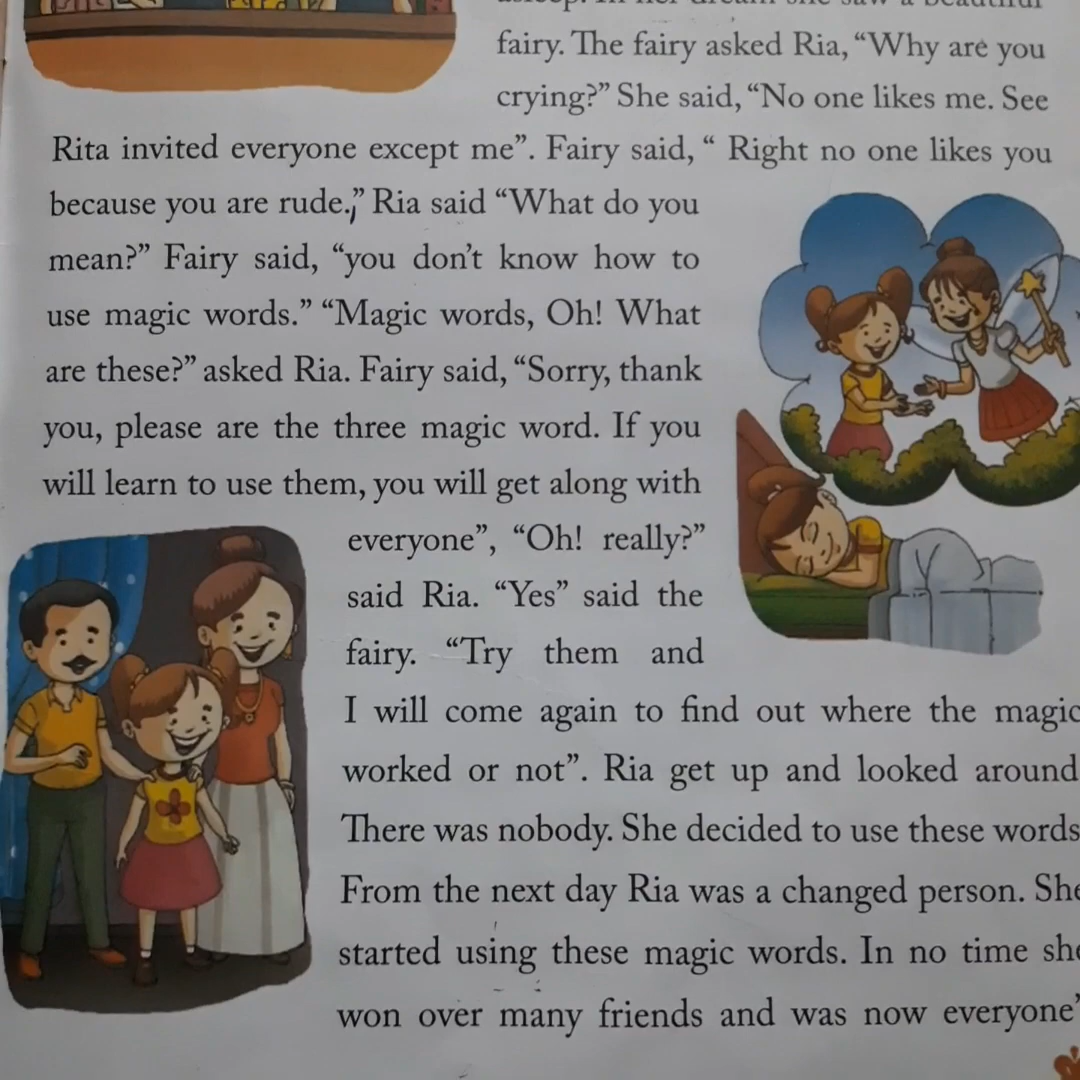 asleep. In her dream she saw a beautiful
fairy. The fairy asked Ria, “Why are you
crying?” She said, “No one likes me. See
Rita invited everyone except me”. Fairy said, “ Right no one likes you
because you are rude.,” Ria said “What do you
mean?” Fairy said, “you don’t know how to
use magic words.” “Magic words, Oh! What
are these?” asked Ria. Fairy said, “Sorry, thank
you, please are the three magic word. If you
will learn to use them, you will get along with
everyone”, “Oh! really?”
said Ria. “Yes” said the
fairy. “Try them and
I will come again to find out where the magic
worked or not”. Ria get up and looked around
There was nobody. She decided to use these words
From the next day Ria was a changed person. She
started using these magic words. In no time she
won over many friends and was now everyone’